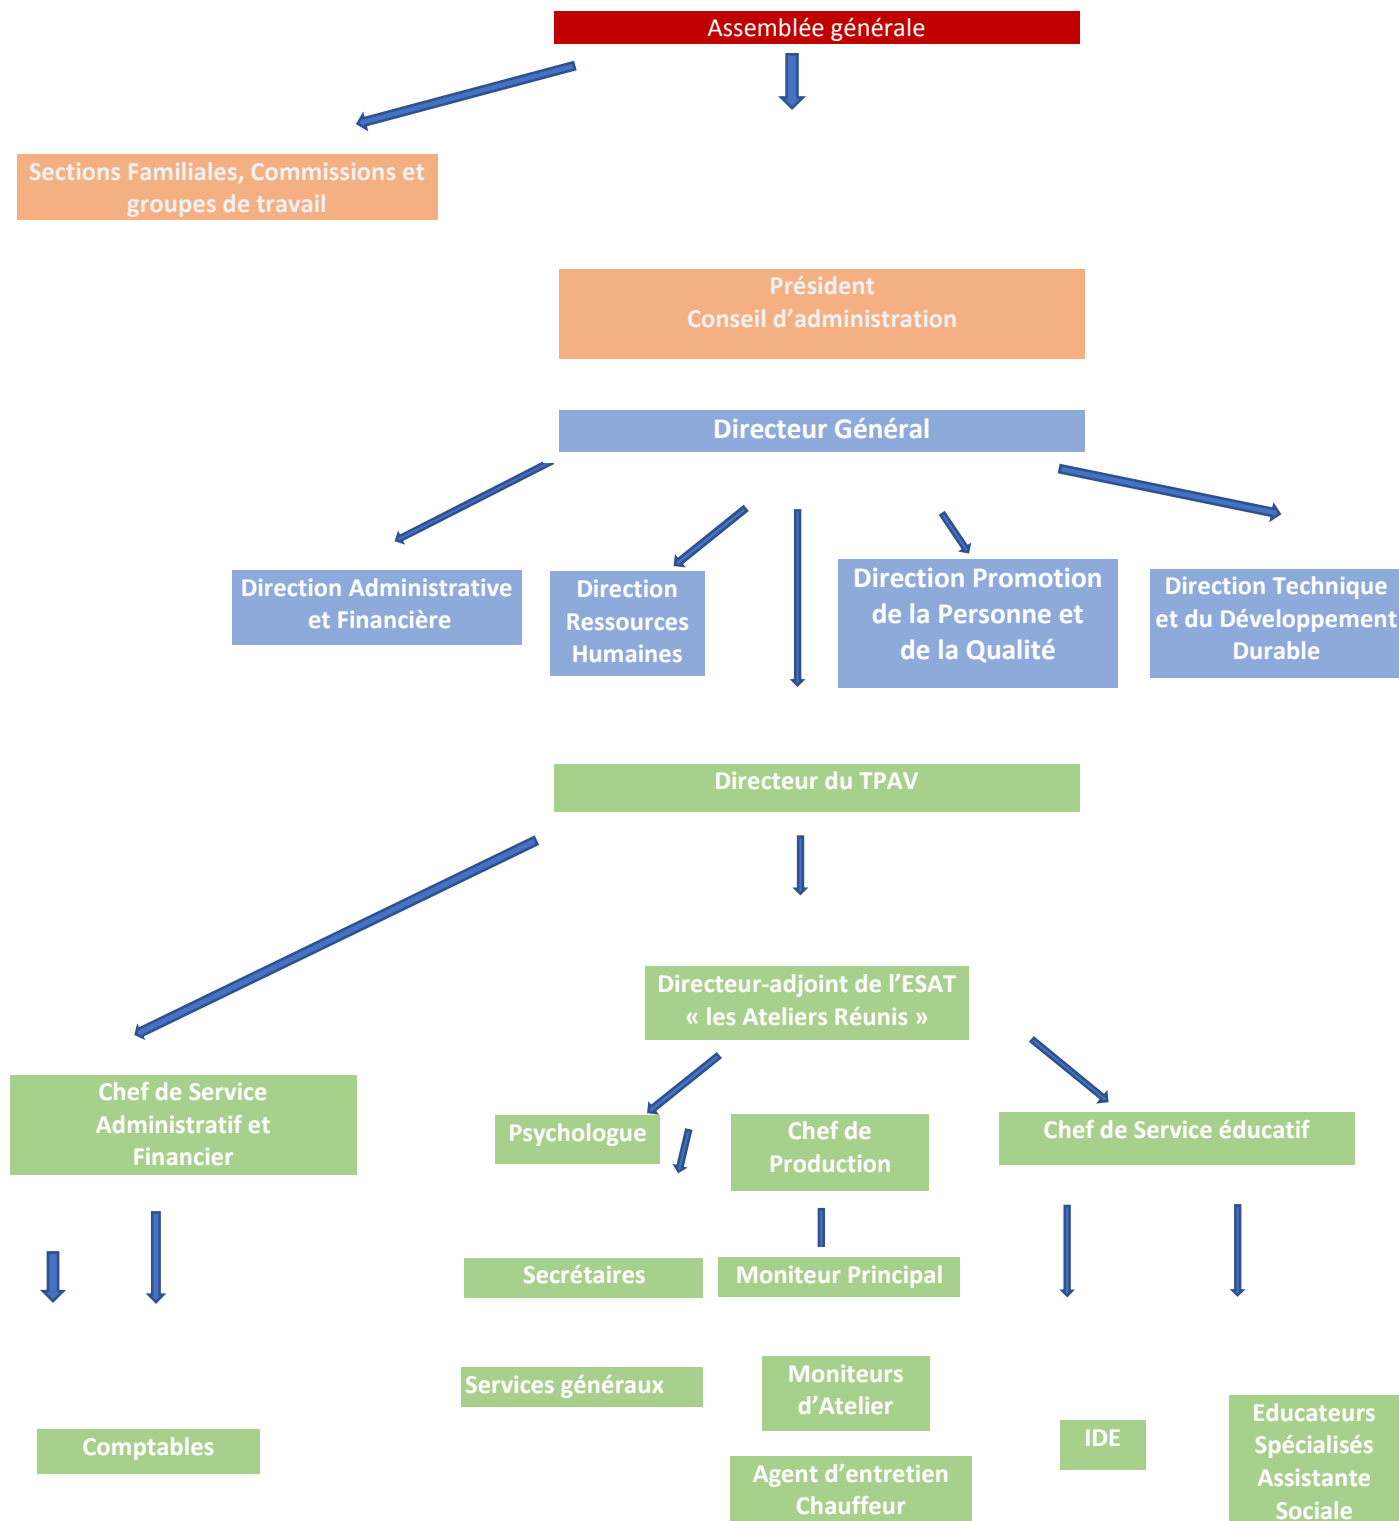 Assemblée générale
Sections Familiales, Commissions et
groupes de travail
Président
Conseil d’administration
Directeur Général
Direction Administrative
et Financière
Direction
Ressources
Humaines
Direction Promotion
de la Personne et
de la Qualité
Direction Technique
et du Développement
Durable
Directeur du TPAV
Directeur-adjoint de l’ESAT
« les Ateliers Réunis »
Chef de Service
Administratif et
Financier
Psychologue
Chef de
Production
Chef de Service éducatif
Secrétaires
Moniteur Principal
Services généraux
Moniteurs
d’Atelier
Comptables
Agent d’entretien
Chauffeur
IDE
Educateurs
Spécialisés
Assistante
Sociale